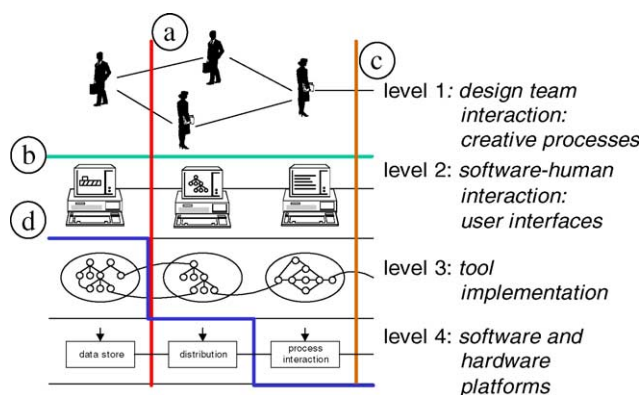 a
c
level 1: design team
interaction:
creative processes
b
level 2: software-human
interaction:
user interfaces
d
level 3: tool
implementation
level 4: software and
hardware
platforms
data store
distribution
process
interaction